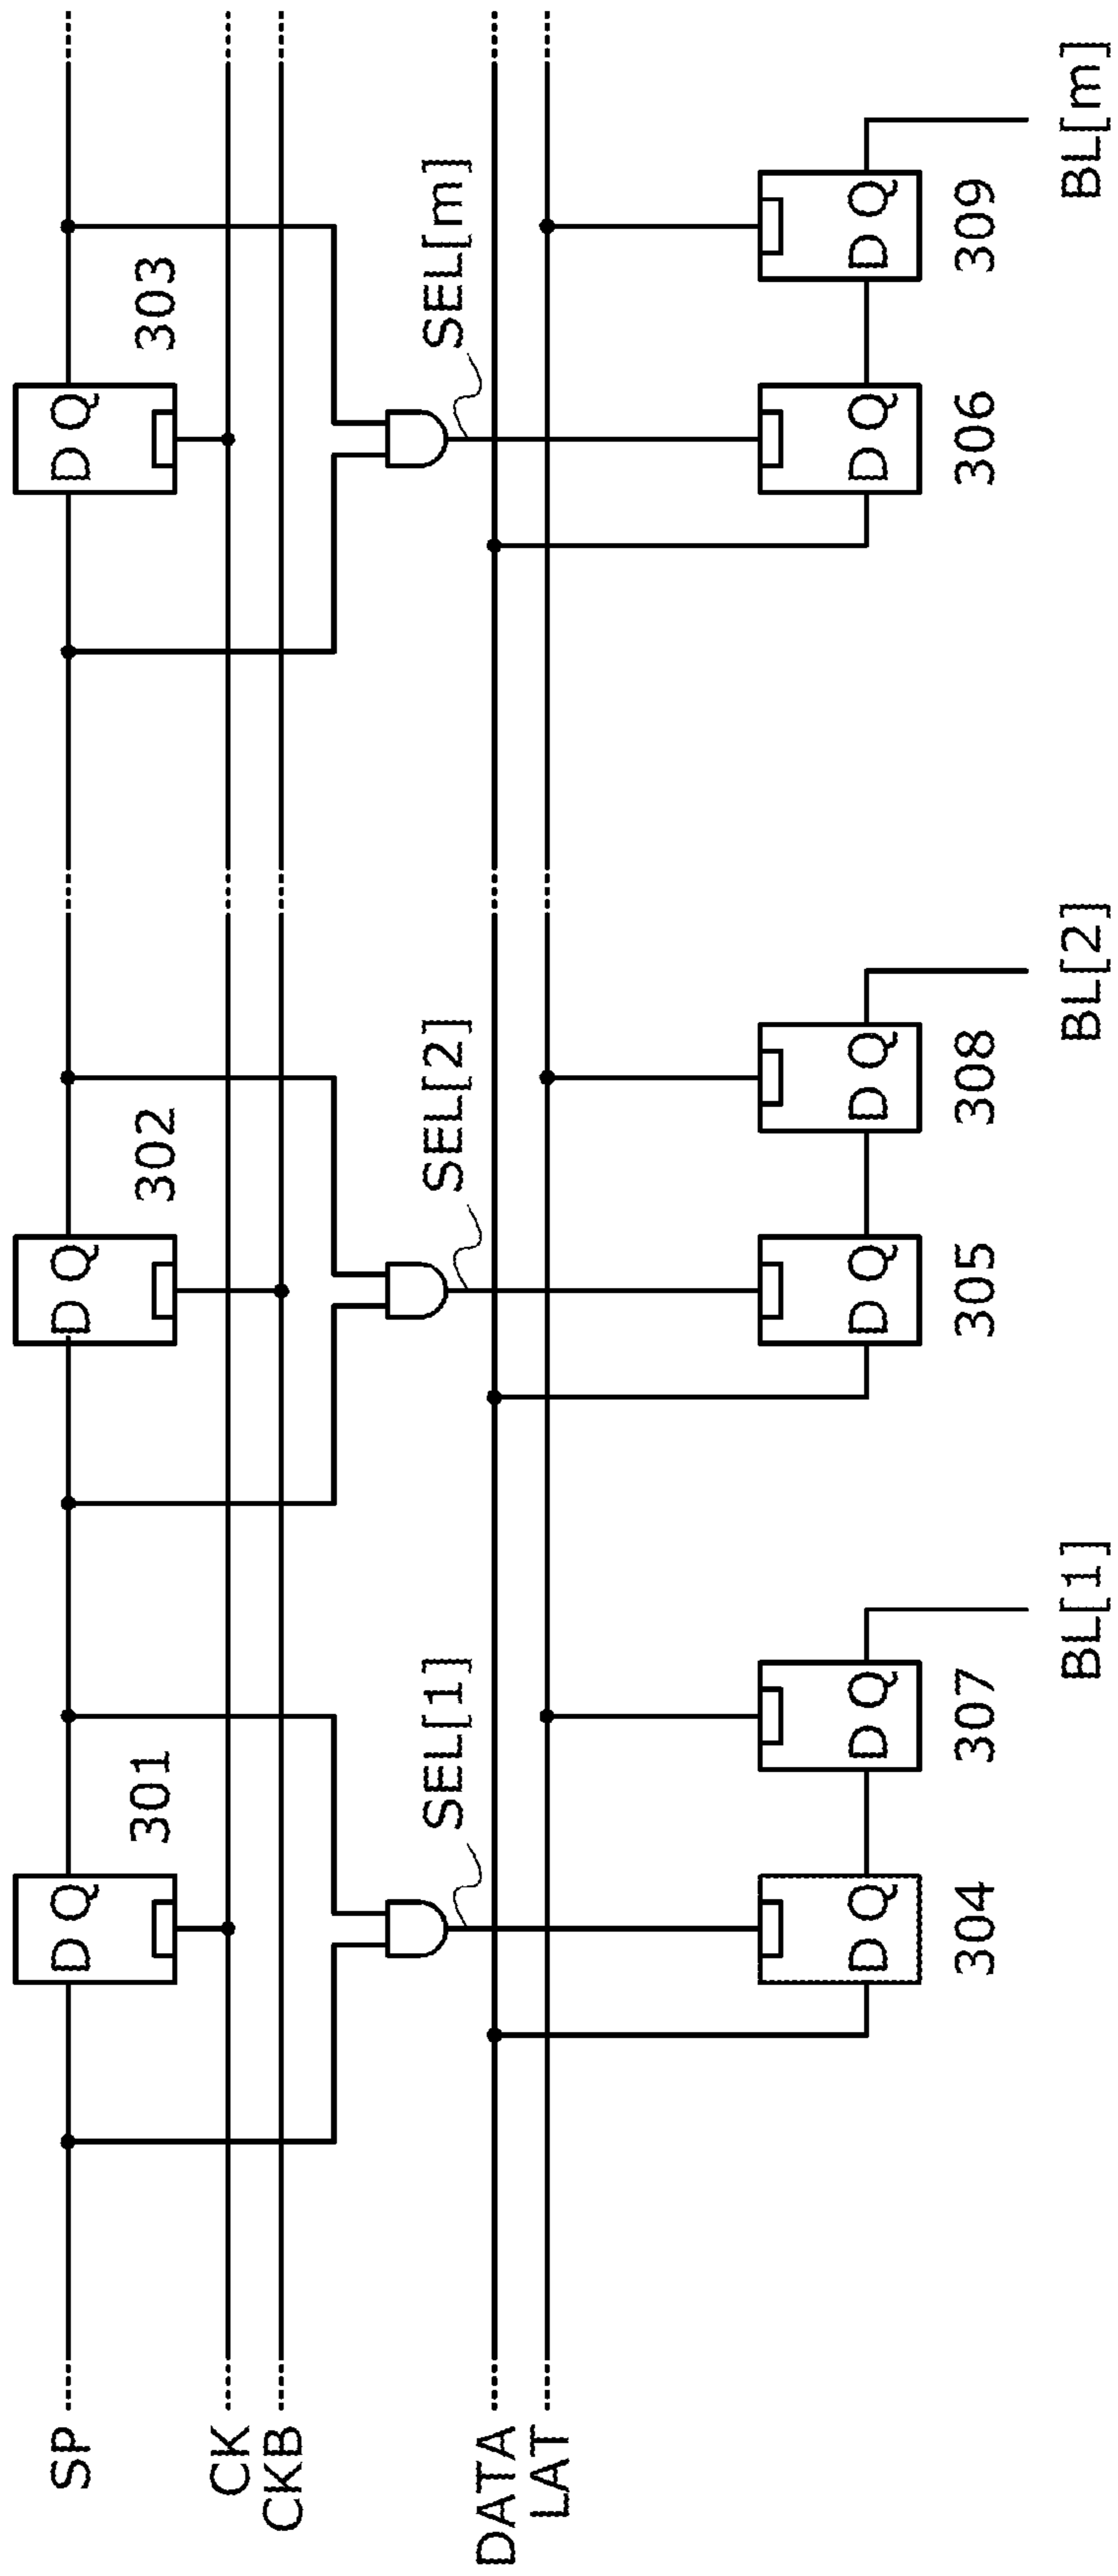 SP
D Q
301
D Q
302
D Q
303
CK
CKB
SEL[1]
SEL[2]
SEL[m]
DATA
LAT
D Q
304
D Q
307
D Q
305
D Q
308
D Q
306
D Q
309
BL[1]
BL[2]
BL[m]